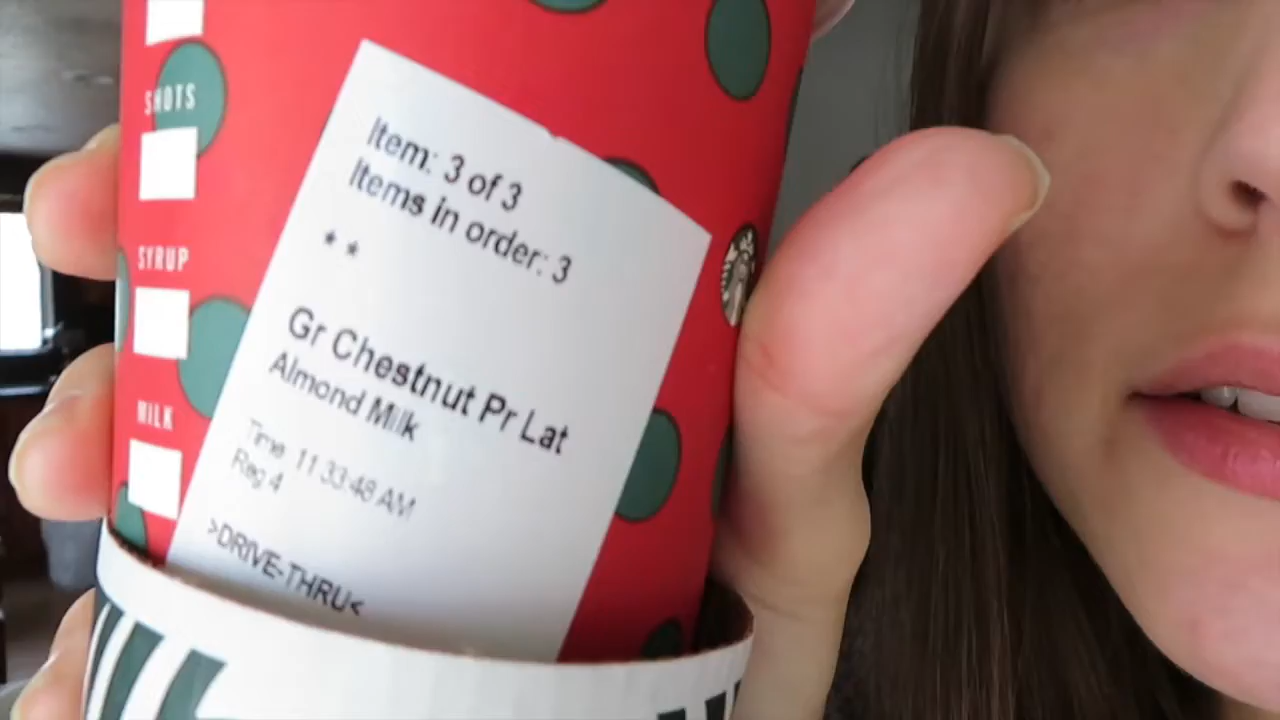 SHOTS
SYRUP
MILK
Item: 3 of 3
Items in order: 3
* *
Gr Chestnut Pr Lat
Almond Milk
Time 11:33:48 AM
Reg 4
>DRIVE-THRU<